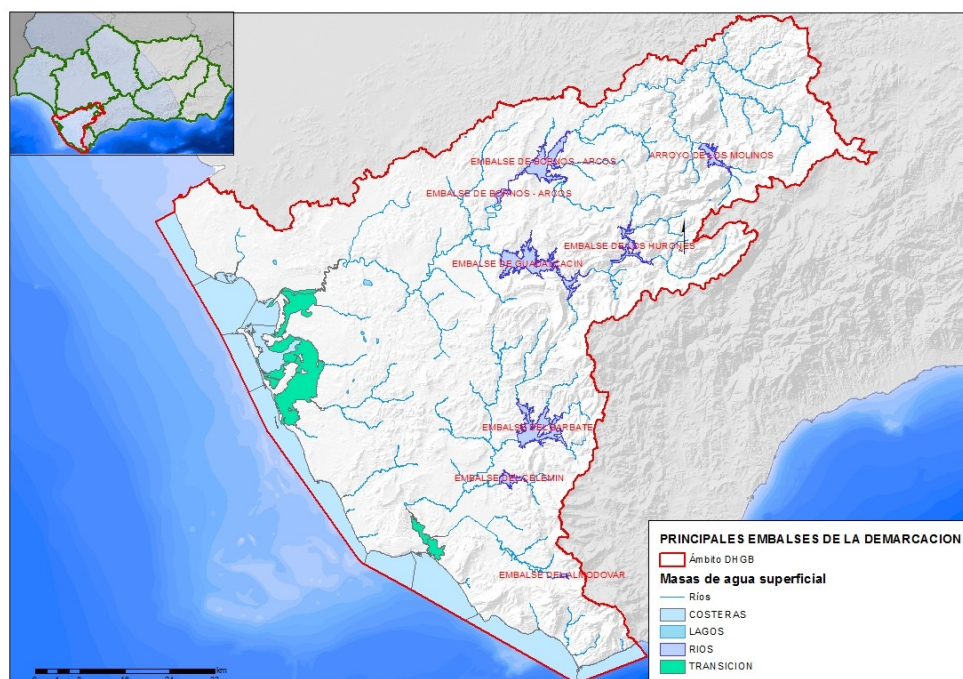 EMBALSE DE BORNOS - ARCOS
ARROYO DE LOS MOLINOS
EMBALSE DE BORNOS - ARCOS
EMBALSE DE LOS HURONES
EMBALSE DE GUADALCACIN
EMBALSE DEL BARBATE
EMBALSE DEL CELEMIN
EMBALSE DEL ALMODOVAR
PRINCIPALES EMBALSES DE LA DEMARCACION
Ámbito DHGB
Masas de agua superficial
Ríos
COSTERAS
LAGOS
RIOS
TRANSICION
km